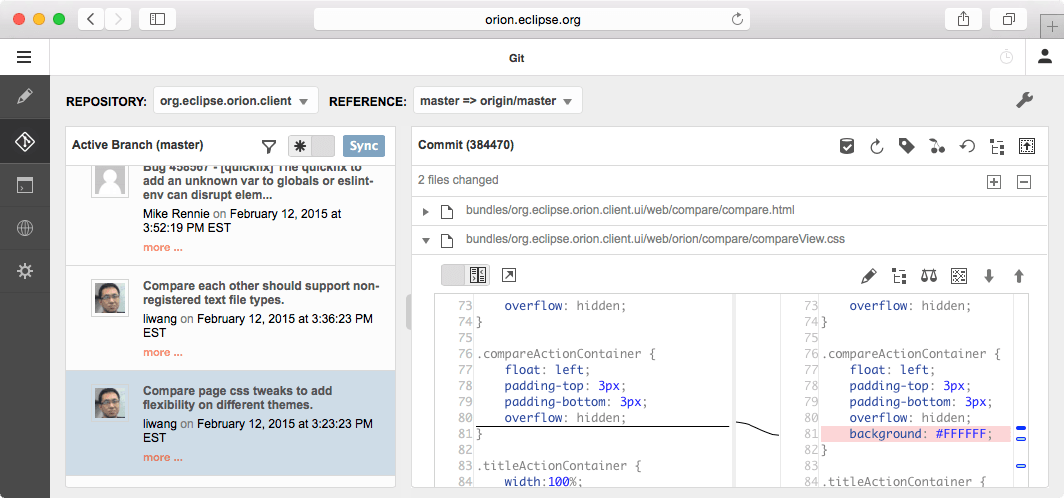 orion.eclipse.org
Git
REPOSITORY: org.eclipse.orion.client REFERENCE: master => origin/master
Active Branch (master) Sync
Bug 458567 - [quickfix] The quickfix to
add an unknown var to globals or eslint-
env can disrupt elem...
Mike Rennie on February 12, 2015 at
3:52:19 PM EST
more ...
Compare each other should support non-
registered text file types.
liwang on February 12, 2015 at 3:36:23 PM
EST
more ...
Compare page css tweaks to add
flexibility on different themes.
liwang on February 12, 2015 at 3:23:23 PM
EST
more ...
Commit (384470)
2 files changed
bundles/org.eclipse.orion.client.ui/web/compare/compare.html
bundles/org.eclipse.orion.client.ui/web/orion/compare/compareView.css
73 overflow: hidden;
74 }
75
76 .compareActionContainer {
77 float: left;
78 padding-top: 3px;
79 padding-bottom: 3px;
80 overflow: hidden;
81 }
82
83 .titleActionContainer {
84 width:100%;
73 overflow: hidden;
74 }
75
76 .compareActionContainer {
77 float: left;
78 padding-top: 3px;
79 padding-bottom: 3px;
80 overflow: hidden;
81 background: #FFFFFF;
82 }
83
84 .titleActionContainer {